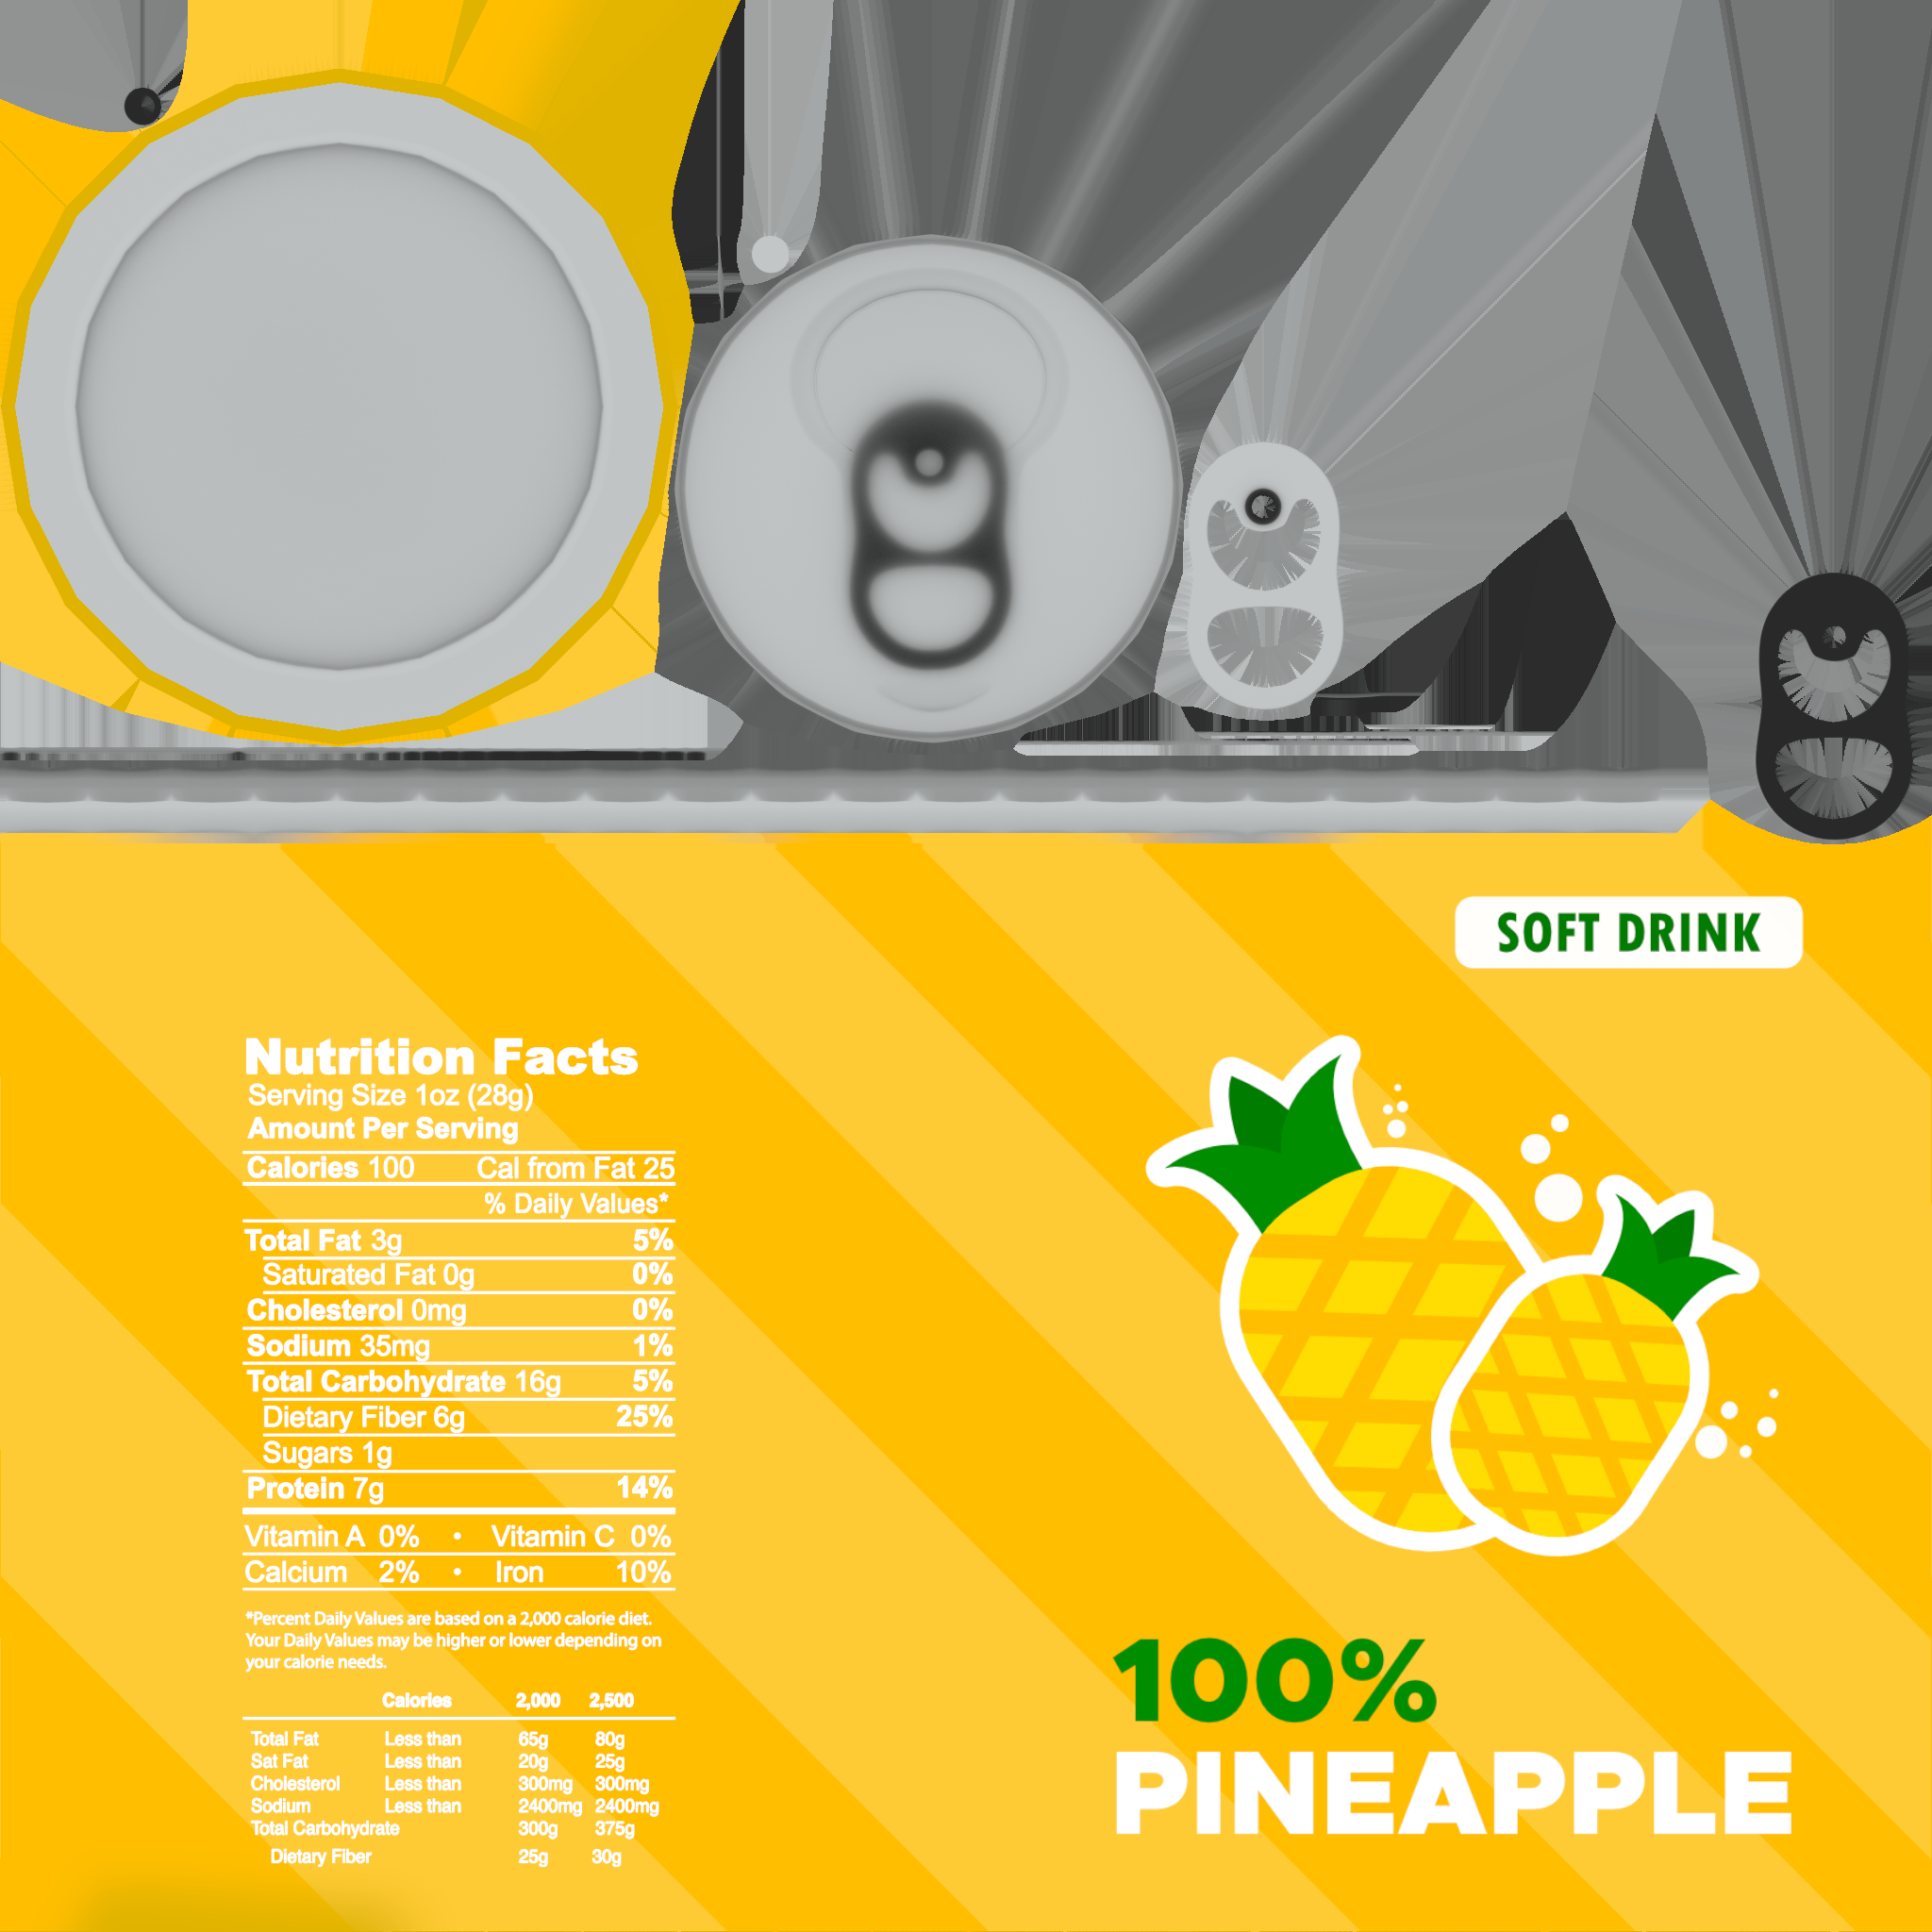 SOFT DRINK
Nutrition Facts
Serving Size 1oz (28g)
Amount Per Serving
Calories 100 Cal from Fat 25
% Daily Values*
Total Fat 3g 5%
Saturated Fat 0g 0%
Cholesterol 0mg 0%
Sodium 35mg 1%
Total Carbohydrate 16g 5%
Dietary Fiber 6g 25%
Sugars 1g
Protein 7g 14%
Vitamin A 0% • Vitamin C 0%
Calcium 2% • Iron 10%
*Percent Daily Values are based on a 2,000 calorie diet.
Your Daily Values may be higher or lower depending on
your calorie needs.
Calories 2,000 2,500
Total Fat Less than 65g 80g
Sat Fat Less than 20g 25g
Cholesterol Less than 300mg 300mg
Sodium Less than 2400mg 2400mg
Total Carbohydrate 300g 375g
Dietary Fiber 25g 30g
100%
PINEAPPLE